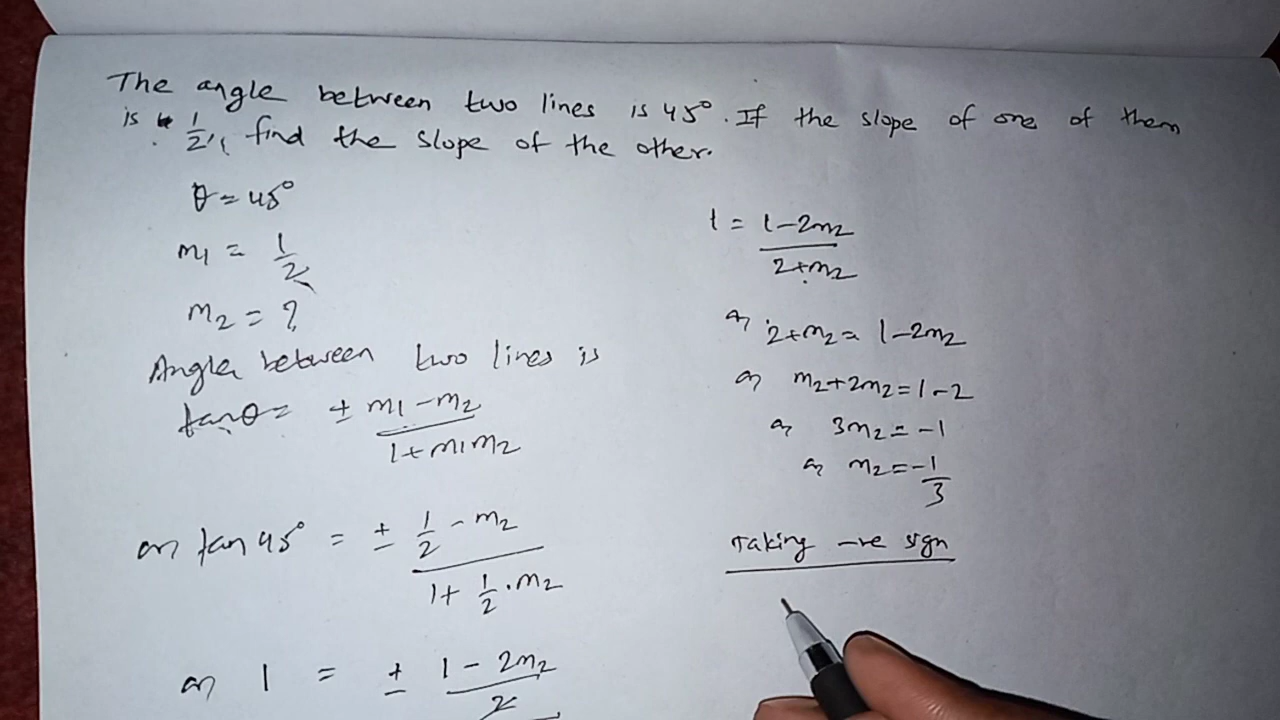 The angle between two lines is 45°. If the slope of one of them
is 1/2, find the slope of the other.
θ = 45°
m1 = 1/2
m2 = ?
Angle between two lines is
tanθ = ± m1 - m2 / 1 + m1m2
or tan 45° = ± 1/2 - m2 / 1 + 1/2 . m2
or 1 = ± 1 - 2m2 / 2
1 = 1 - 2m2 / 2 + m2
or 2 + m2 = 1 - 2m2
or m2 + 2m2 = 1 - 2
or 3m2 = -1
or m2 = -1/3
Taking -ve sign